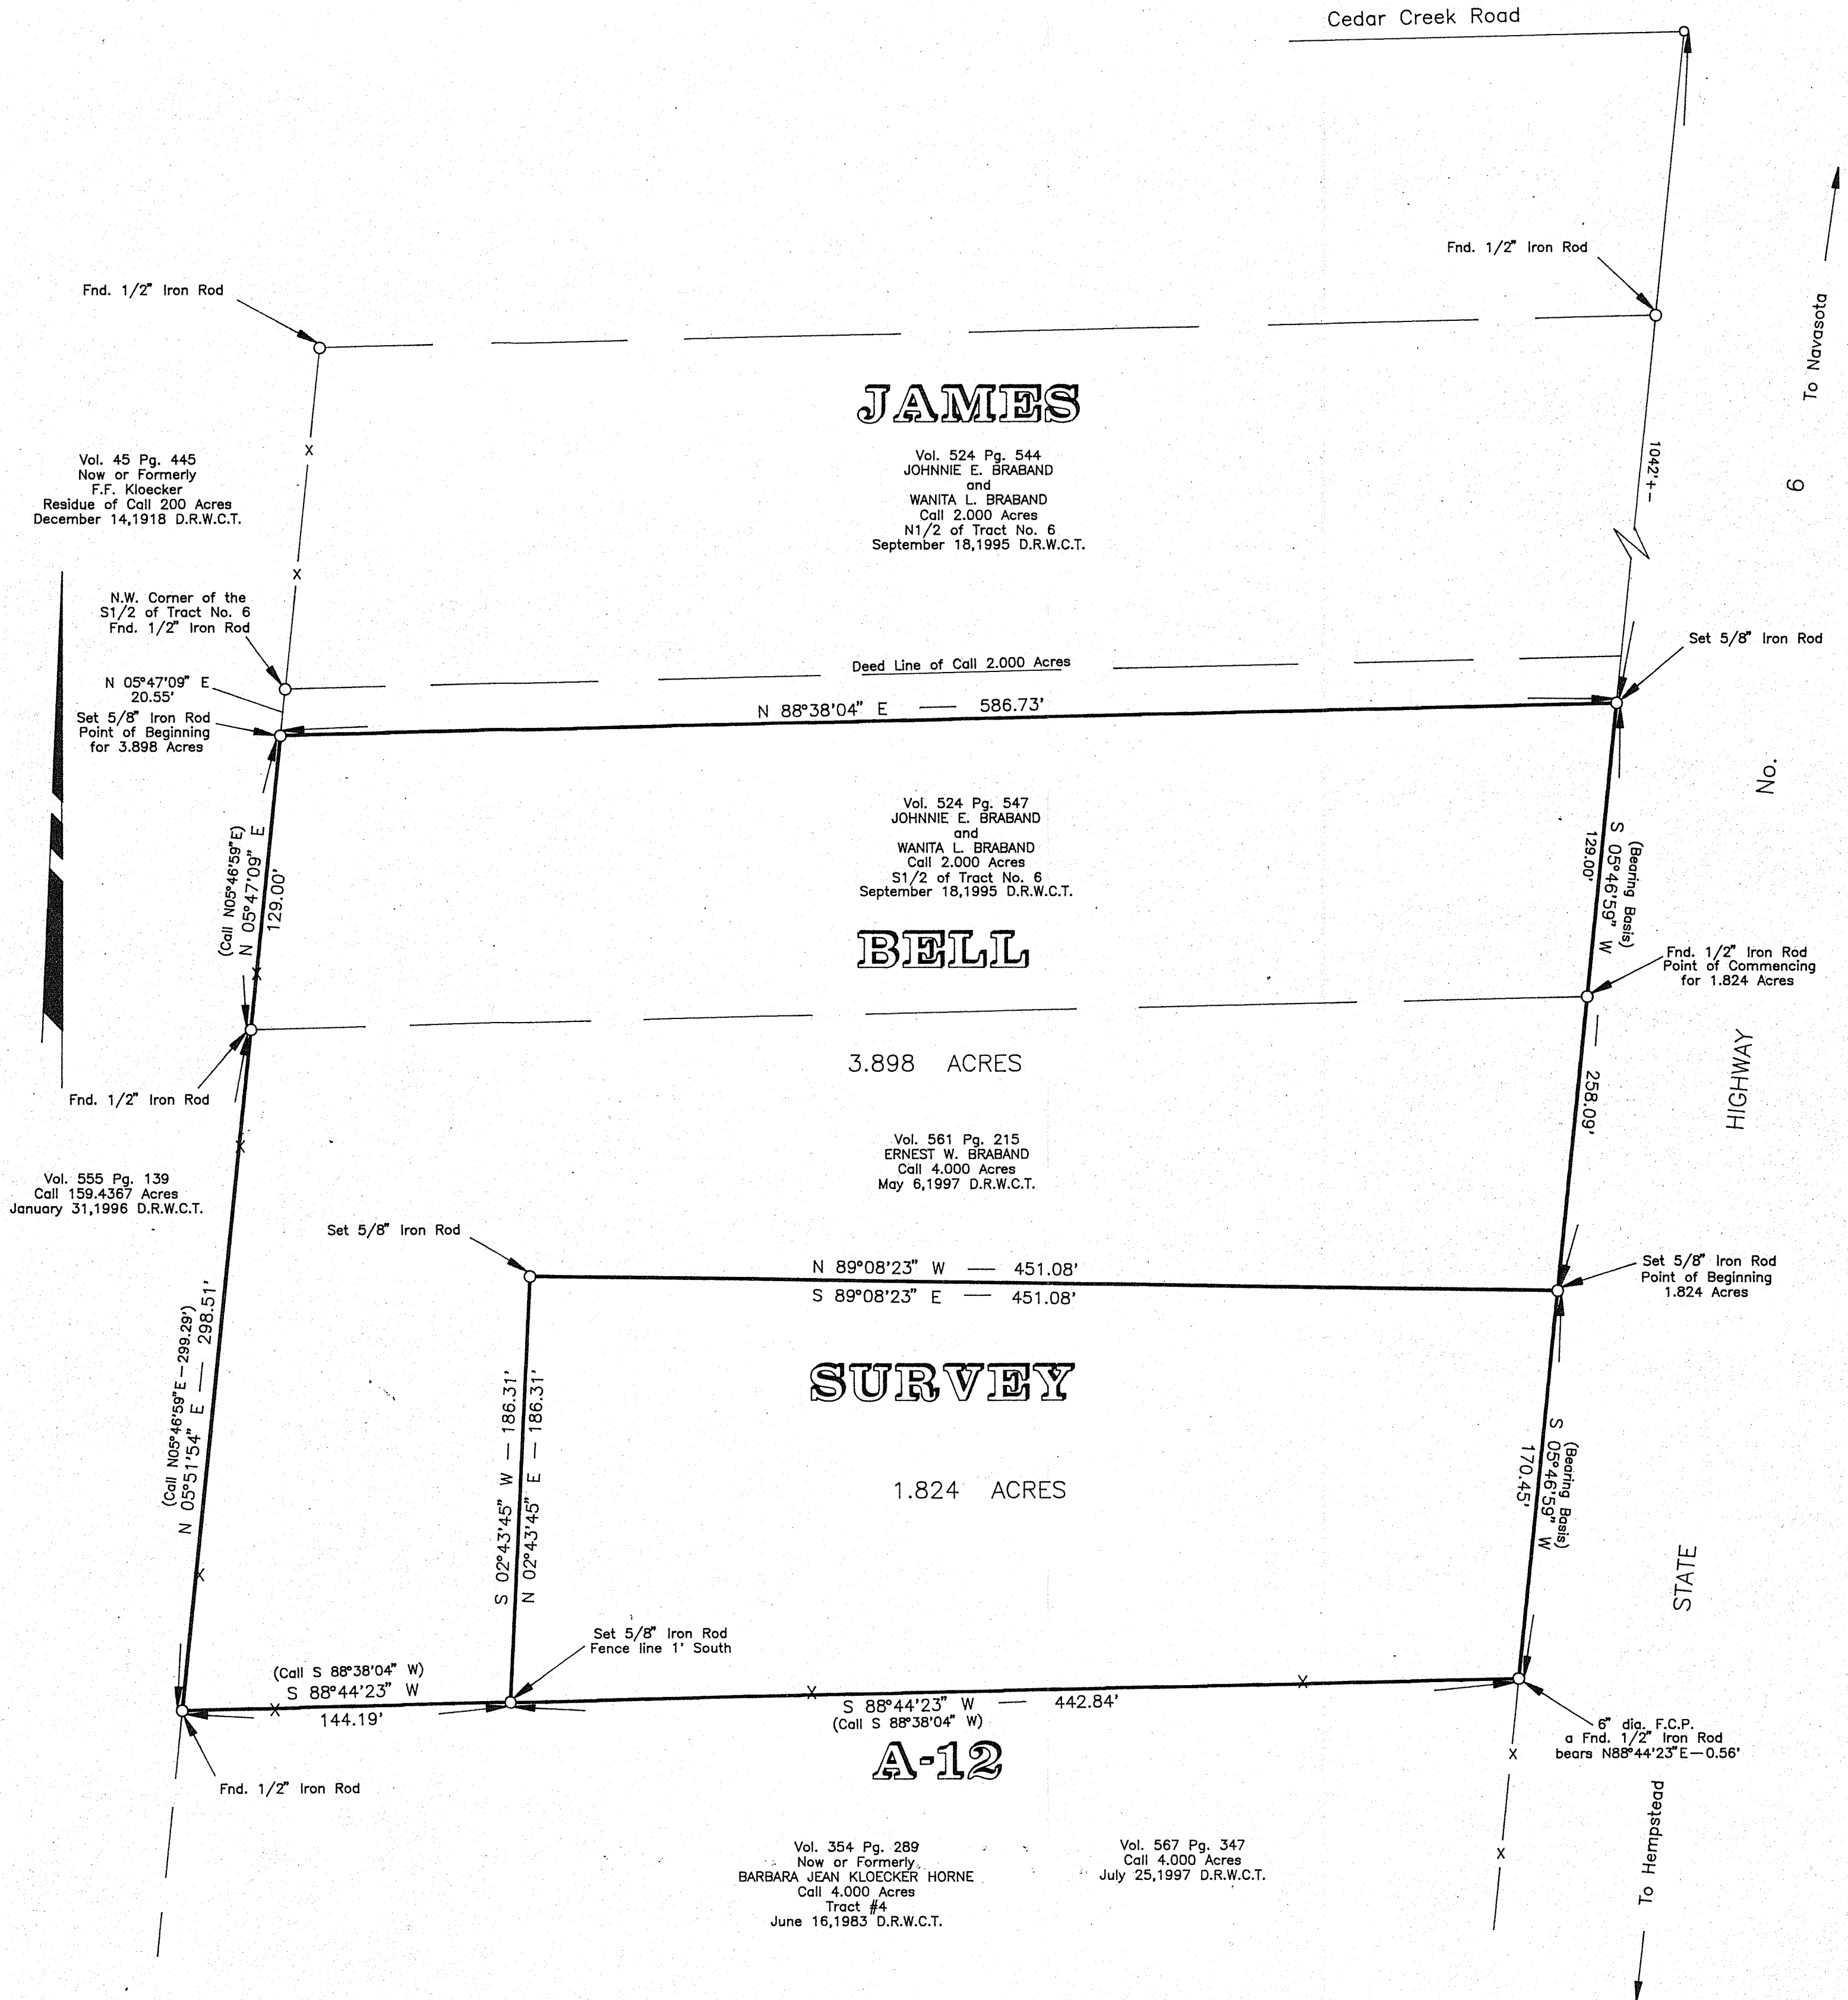 Cedar Creek Road
Fnd. 1/2" Iron Rod
Fnd. 1/2" Iron Rod
To Navasota
JAMES
Vol. 524 Pg. 544
JOHNNIE E. BRABAND
and
WANITA L. BRABAND
Call 2.000 Acres
N1/2 of Tract No. 6
September 18,1995 D.R.W.C.T.
Vol. 45 Pg. 445
Now or Formerly
F.F. Kloecker
Residue of Call 200 Acres
December 14,1918 D.R.W.C.T.
1042'+-
N.W. Corner of the
S1/2 of Tract No. 6
Fnd. 1/2" Iron Rod
Set 5/8" Iron Rod
Deed Line of Call 2.000 Acres
N 05°47'09" E
20.55'
Set 5/8" Iron Rod
Point of Beginning
for 3.898 Acres
N 88°38'04" E — 586.73'
Vol. 524 Pg. 547
JOHNNIE E. BRABAND
and
WANITA L. BRABAND
Call 2.000 Acres
S1/2 of Tract No. 6
September 18,1995 D.R.W.C.T.
(Call N05°46'59"E)
N 05°47'09" E
129.00'
(Bearing Basis)
S 05°46'59" W
129.00'
BELL
Fnd. 1/2" Iron Rod
Point of Commencing
for 1.824 Acres
3.898 ACRES
— 258.09'
Fnd. 1/2" Iron Rod
Vol. 561 Pg. 215
ERNEST W. BRABAND
Call 4.000 Acres
May 6,1997 D.R.W.C.T.
Vol. 555 Pg. 139
Call 159.4367 Acres
January 31,1996 D.R.W.C.T.
Set 5/8" Iron Rod
N 89°08'23" W — 451.08'
S 89°08'23" E — 451.08'
Set 5/8" Iron Rod
Point of Beginning
1.824 Acres
(Call N05°46'59"E—299.29')
N 05°51'54" E — 298.51'
SURVEY
S 02°43'45" W — 186.31'
N 02°43'45" E — 186.31'
1.824 ACRES
(Bearing Basis)
S 05°46'59" W
170.45'
STATE HIGHWAY No. 6
Set 5/8" Iron Rod
Fence line 1' South
(Call S 88°38'04" W)
S 88°44'23" W
144.19'
S 88°44'23" W — 442.84'
(Call S 88°38'04" W)
A-12
6" dia. F.C.P.
a Fnd. 1/2" Iron Rod
bears N88°44'23"E—0.56'
Fnd. 1/2" Iron Rod
To Hempstead
Vol. 354 Pg. 289
Now or Formerly
BARBARA JEAN KLOECKER HORNE
Call 4.000 Acres
Tract #4
June 16,1983 D.R.W.C.T.
Vol. 567 Pg. 347
Call 4.000 Acres
July 25,1997 D.R.W.C.T.